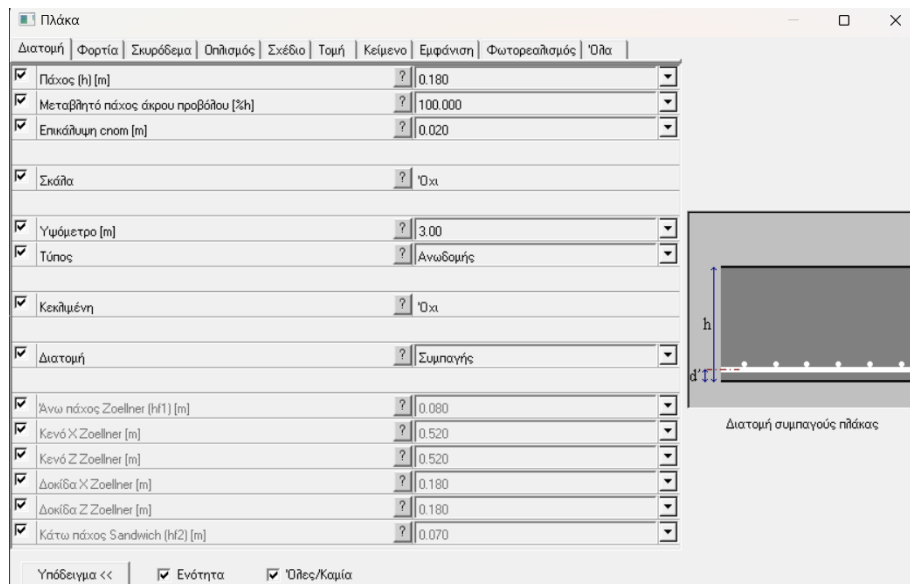 Πλάκα
Διατομή Φορτία Σκυρόδεμα Οπλισμός Σχέδιο Τομή Κείμενο Εμφάνιση Φωτορεαλισμός Όλα
Πάχος (h) [m] ? 0.180
Μεταβλητό πάχος άκρου προβόλου [%h] ? 100.000
Επικάλυψη cnom [m] ? 0.020
Σκάλα ? Όχι
Υψόμετρο [m] ? 3.00
Τύπος ? Ανωδομής
Κεκλιμένη ? Όχι
Διατομή ? Συμπαγής
Άνω πάχος Zoellner (hf1) [m] ? 0.080
Κενό X Zoellner [m] ? 0.520
Κενό Z Zoellner [m] ? 0.520
Δοκίδα X Zoellner [m] ? 0.180
Δοκίδα Z Zoellner [m] ? 0.180
Κάτω πάχος Sandwich (hf2) [m] ? 0.070
h
d'
Διατομή συμπαγούς πλάκας
Υπόδειγμα << Ενότητα Όλες/Καμία